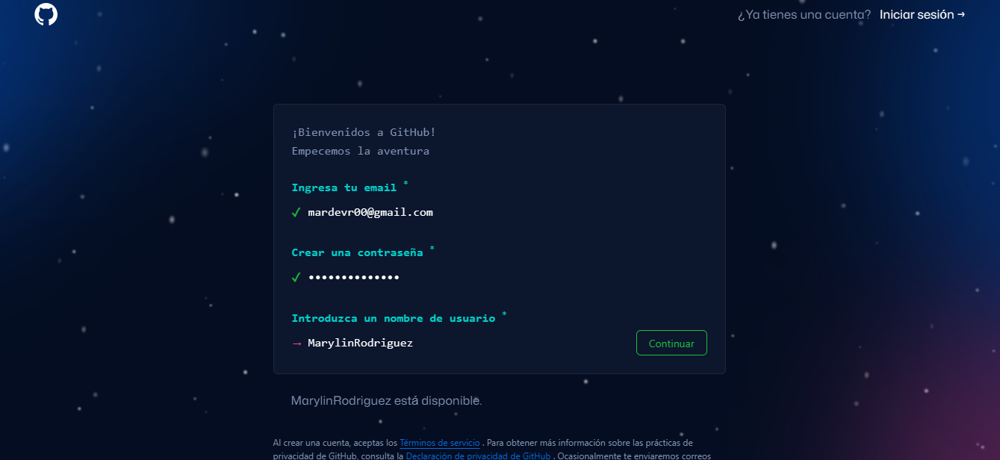 ¿Ya tienes una cuenta? Iniciar sesión →
¡Bienvenidos a GitHub!
Empecemos la aventura
Ingresa tu email *
✓ mardevr00@gmail.com
Crear una contraseña *
✓ ••••••••••••••
Introduzca un nombre de usuario *
→ MarylinRodriguez
Continuar
MarylinRodriguez está disponible.
Al crear una cuenta, aceptas los Términos de servicio . Para obtener más información sobre las prácticas de
privacidad de GitHub, consulta la Declaración de privacidad de GitHub . Ocasionalmente te enviaremos correos